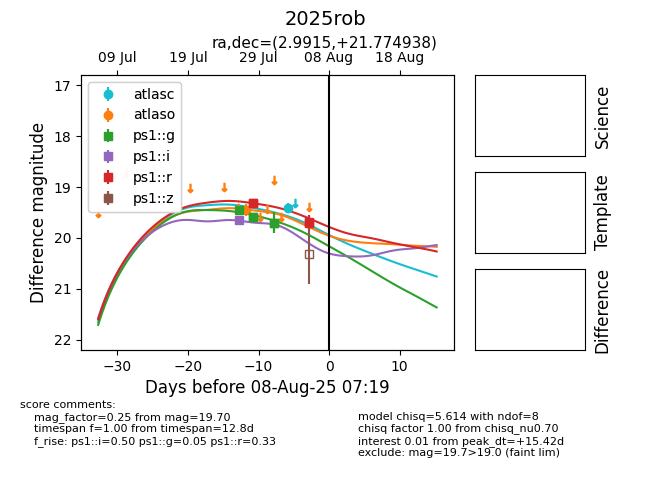 2025rob
ra,dec=(2.9915,+21.774938)
09 Jul 19 Jul 29 Jul 08 Aug 18 Aug
atlasc
atlaso
ps1::g
ps1::i
ps1::r
ps1::z
17
18
19
20
21
22
Difference magnitude
−30 −20 −10 0 10
Days before 08-Aug-25 07:19
Science
Template
Difference
score comments:
mag_factor=0.25 from mag=19.70
timespan f=1.00 from timespan=12.8d
f_rise: ps1::i=0.50 ps1::g=0.05 ps1::r=0.33
model chisq=5.614 with ndof=8
chisq factor 1.00 from chisq_nu0.70
interest 0.01 from peak_dt=+15.42d
exclude: mag=19.7>19.0 (faint lim)